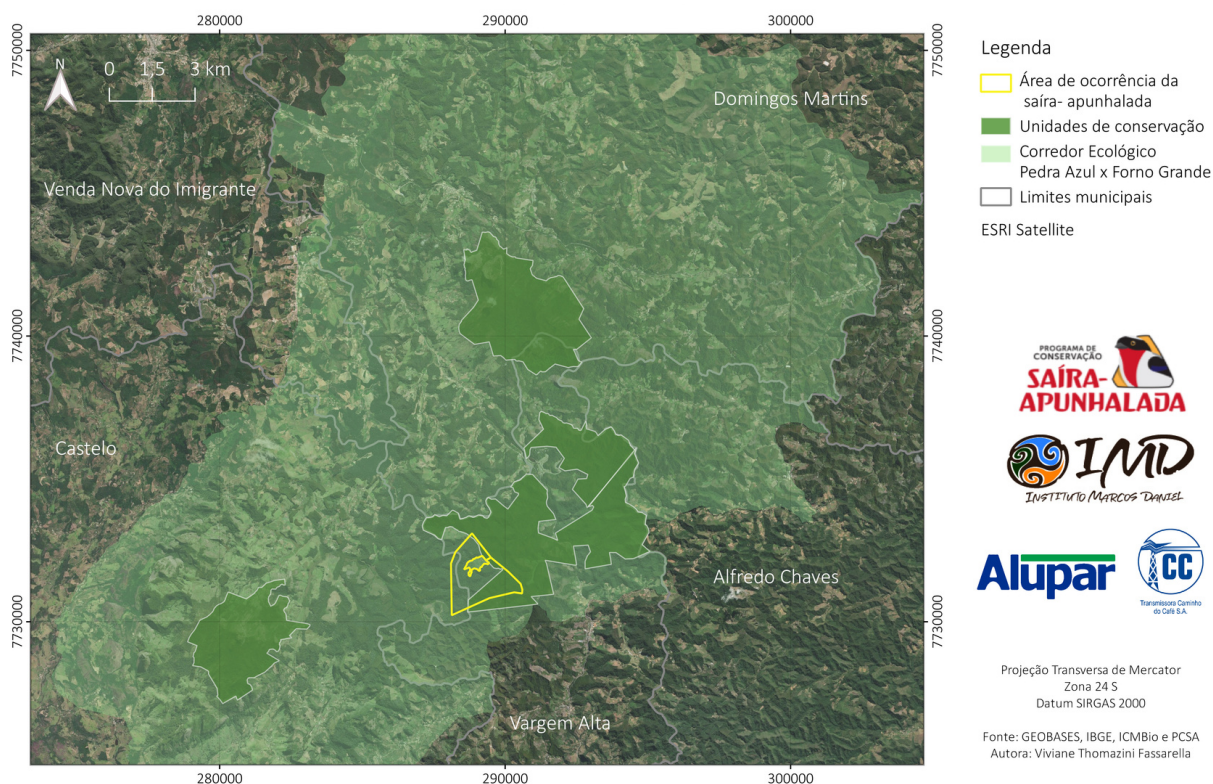 280000
290000
300000
7750000
7750000
N
0 1,5 3 km
Domingos Martins
Venda Nova do Imigrante
7740000
7740000
Castelo
Alfredo Chaves
7730000
7730000
Vargem Alta
280000
290000
300000
Legenda
Área de ocorrência da
saíra- apunhalada
Unidades de conservação
Corredor Ecológico
Pedra Azul x Forno Grande
Limites municipais
ESRI Satellite
PROGRAMA DE
CONSERVAÇÃO
SAÍRA-
APUNHALADA
IMD
INSTITUTO MARCOS DANIEL
Alupar
TCC
Transmissora Caminho
do Café S.A.
Projeção Transversa de Mercator
Zona 24 S
Datum SIRGAS 2000
Fonte: GEOBASES, IBGE, ICMBio e PCSA
Autora: Viviane Thomazini Fassarella